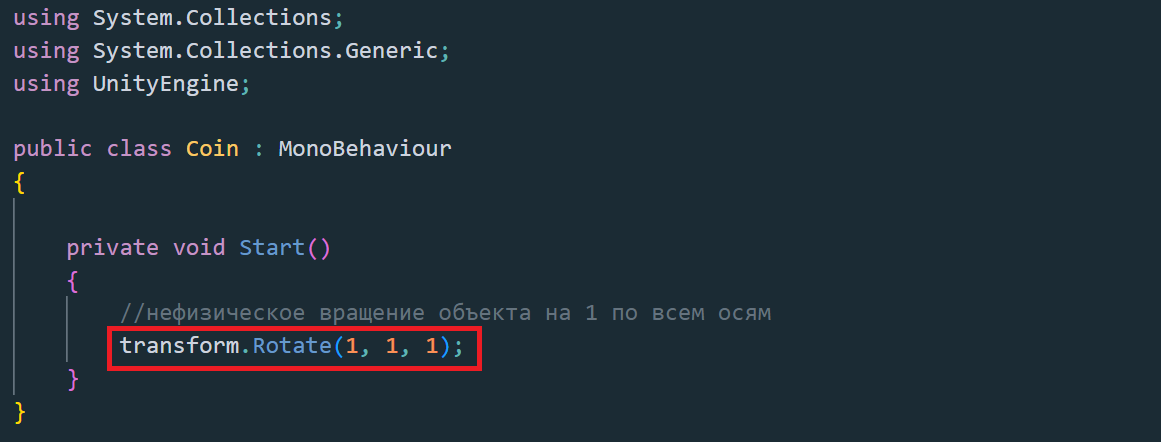 using System.Collections;
using System.Collections.Generic;
using UnityEngine;

public class Coin : MonoBehaviour
{

    private void Start()
    {
        //нефизическое вращение объекта на 1 по всем осям
        transform.Rotate(1, 1, 1);
    }
}